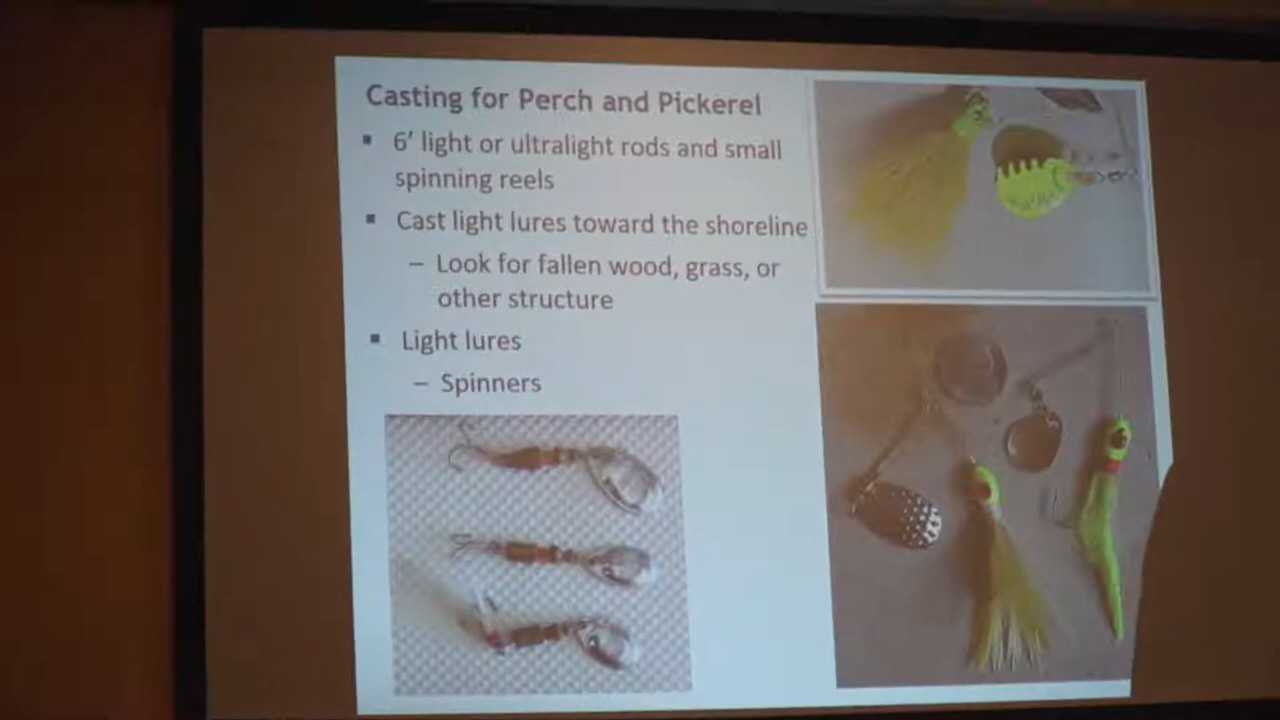 Casting for Perch and Pickerel
▪ 6' light or ultralight rods and small
spinning reels
▪ Cast light lures toward the shoreline
– Look for fallen wood, grass, or
other structure
▪ Light lures
– Spinners